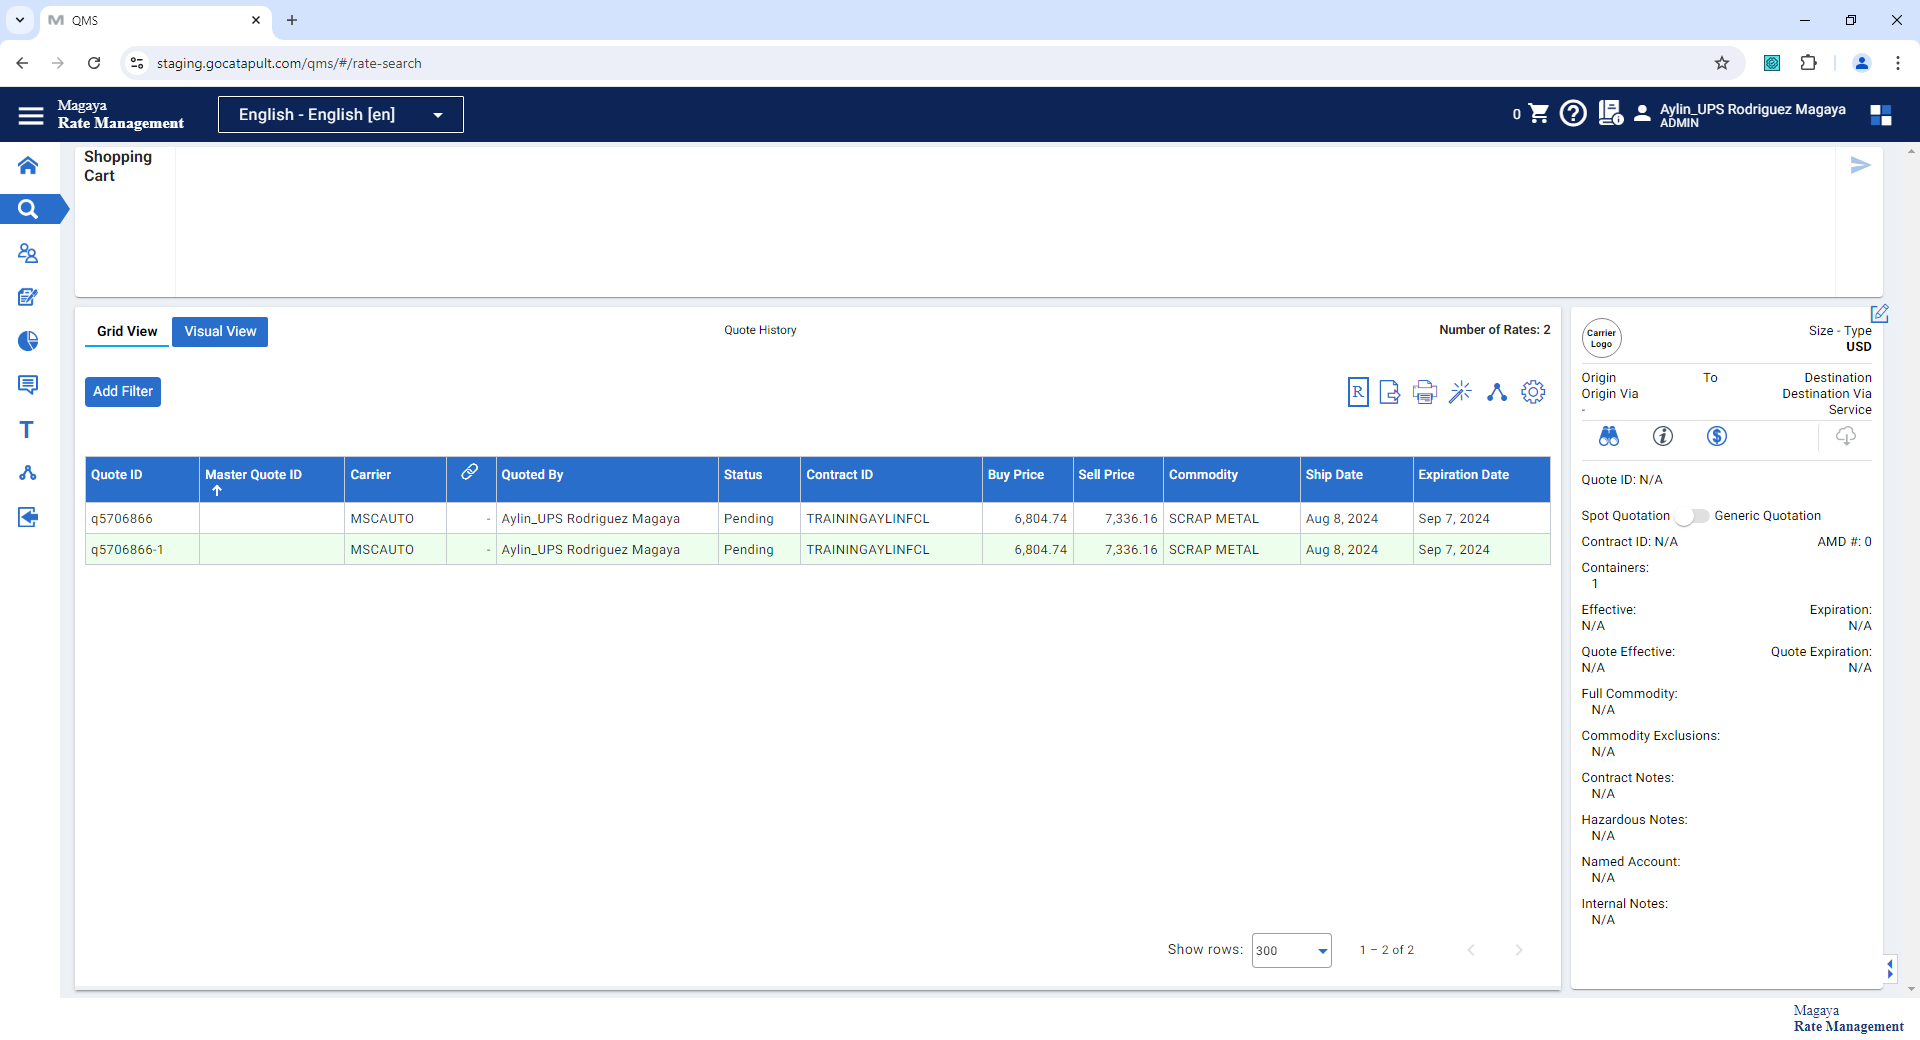 QMS
staging.gocatapult.com/qms/#/rate-search
Magaya
Rate Management
English - English [en]
0
Aylin_UPS Rodriguez Magaya
ADMIN
Shopping
Cart
Grid View
Visual View
Quote History
Number of Rates: 2
Add Filter
R
Quote ID Master Quote ID Carrier Quoted By Status Contract ID Buy Price Sell Price Commodity Ship Date Expiration Date
q5706866 MSCAUTO - Aylin_UPS Rodriguez Magaya Pending TRAININGAYLINFCL 6,804.74 7,336.16 SCRAP METAL Aug 8, 2024 Sep 7, 2024
q5706866-1 MSCAUTO - Aylin_UPS Rodriguez Magaya Pending TRAININGAYLINFCL 6,804.74 7,336.16 SCRAP METAL Aug 8, 2024 Sep 7, 2024
Show rows: 300 1 – 2 of 2
Carrier
Logo
Size - Type
USD
Origin To Destination
Origin Via Destination Via
- Service
Quote ID: N/A
Spot Quotation Generic Quotation
Contract ID: N/A AMD #: 0
Containers:
1
Effective: Expiration:
N/A N/A
Quote Effective: Quote Expiration:
N/A N/A
Full Commodity:
N/A
Commodity Exclusions:
N/A
Contract Notes:
N/A
Hazardous Notes:
N/A
Named Account:
N/A
Internal Notes:
N/A
Magaya
Rate Management